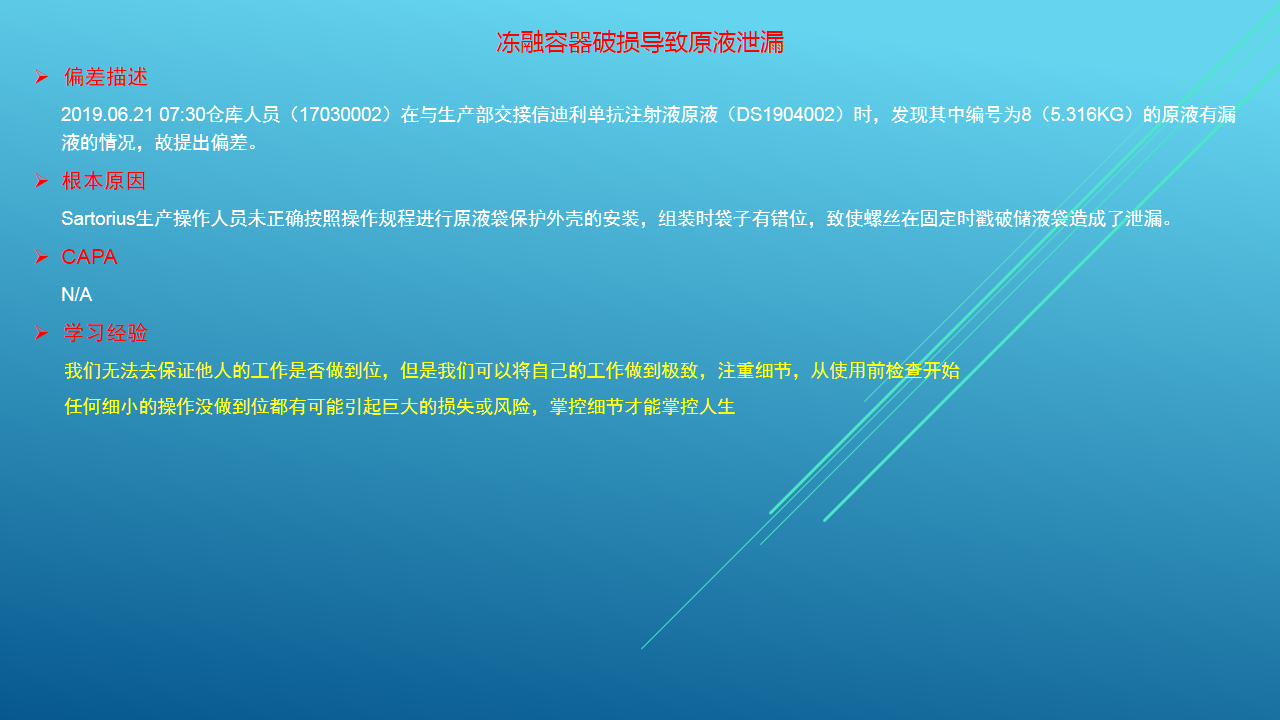 冻融容器破损导致原液泄漏
偏差描述
2019.06.21 07:30仓库人员（17030002）在与生产部交接信迪利单抗注射液原液（DS1904002）时，发现其中编号为8（5.316KG）的原液有漏
液的情况，故提出偏差。
根本原因
Sartorius生产操作人员未正确按照操作规程进行原液袋保护外壳的安装，组装时袋子有错位，致使螺丝在固定时戳破储液袋造成了泄漏。
CAPA
N/A
学习经验
我们无法去保证他人的工作是否做到位，但是我们可以将自己的工作做到极致，注重细节，从使用前检查开始
任何细小的操作没做到位都有可能引起巨大的损失或风险，掌控细节才能掌控人生